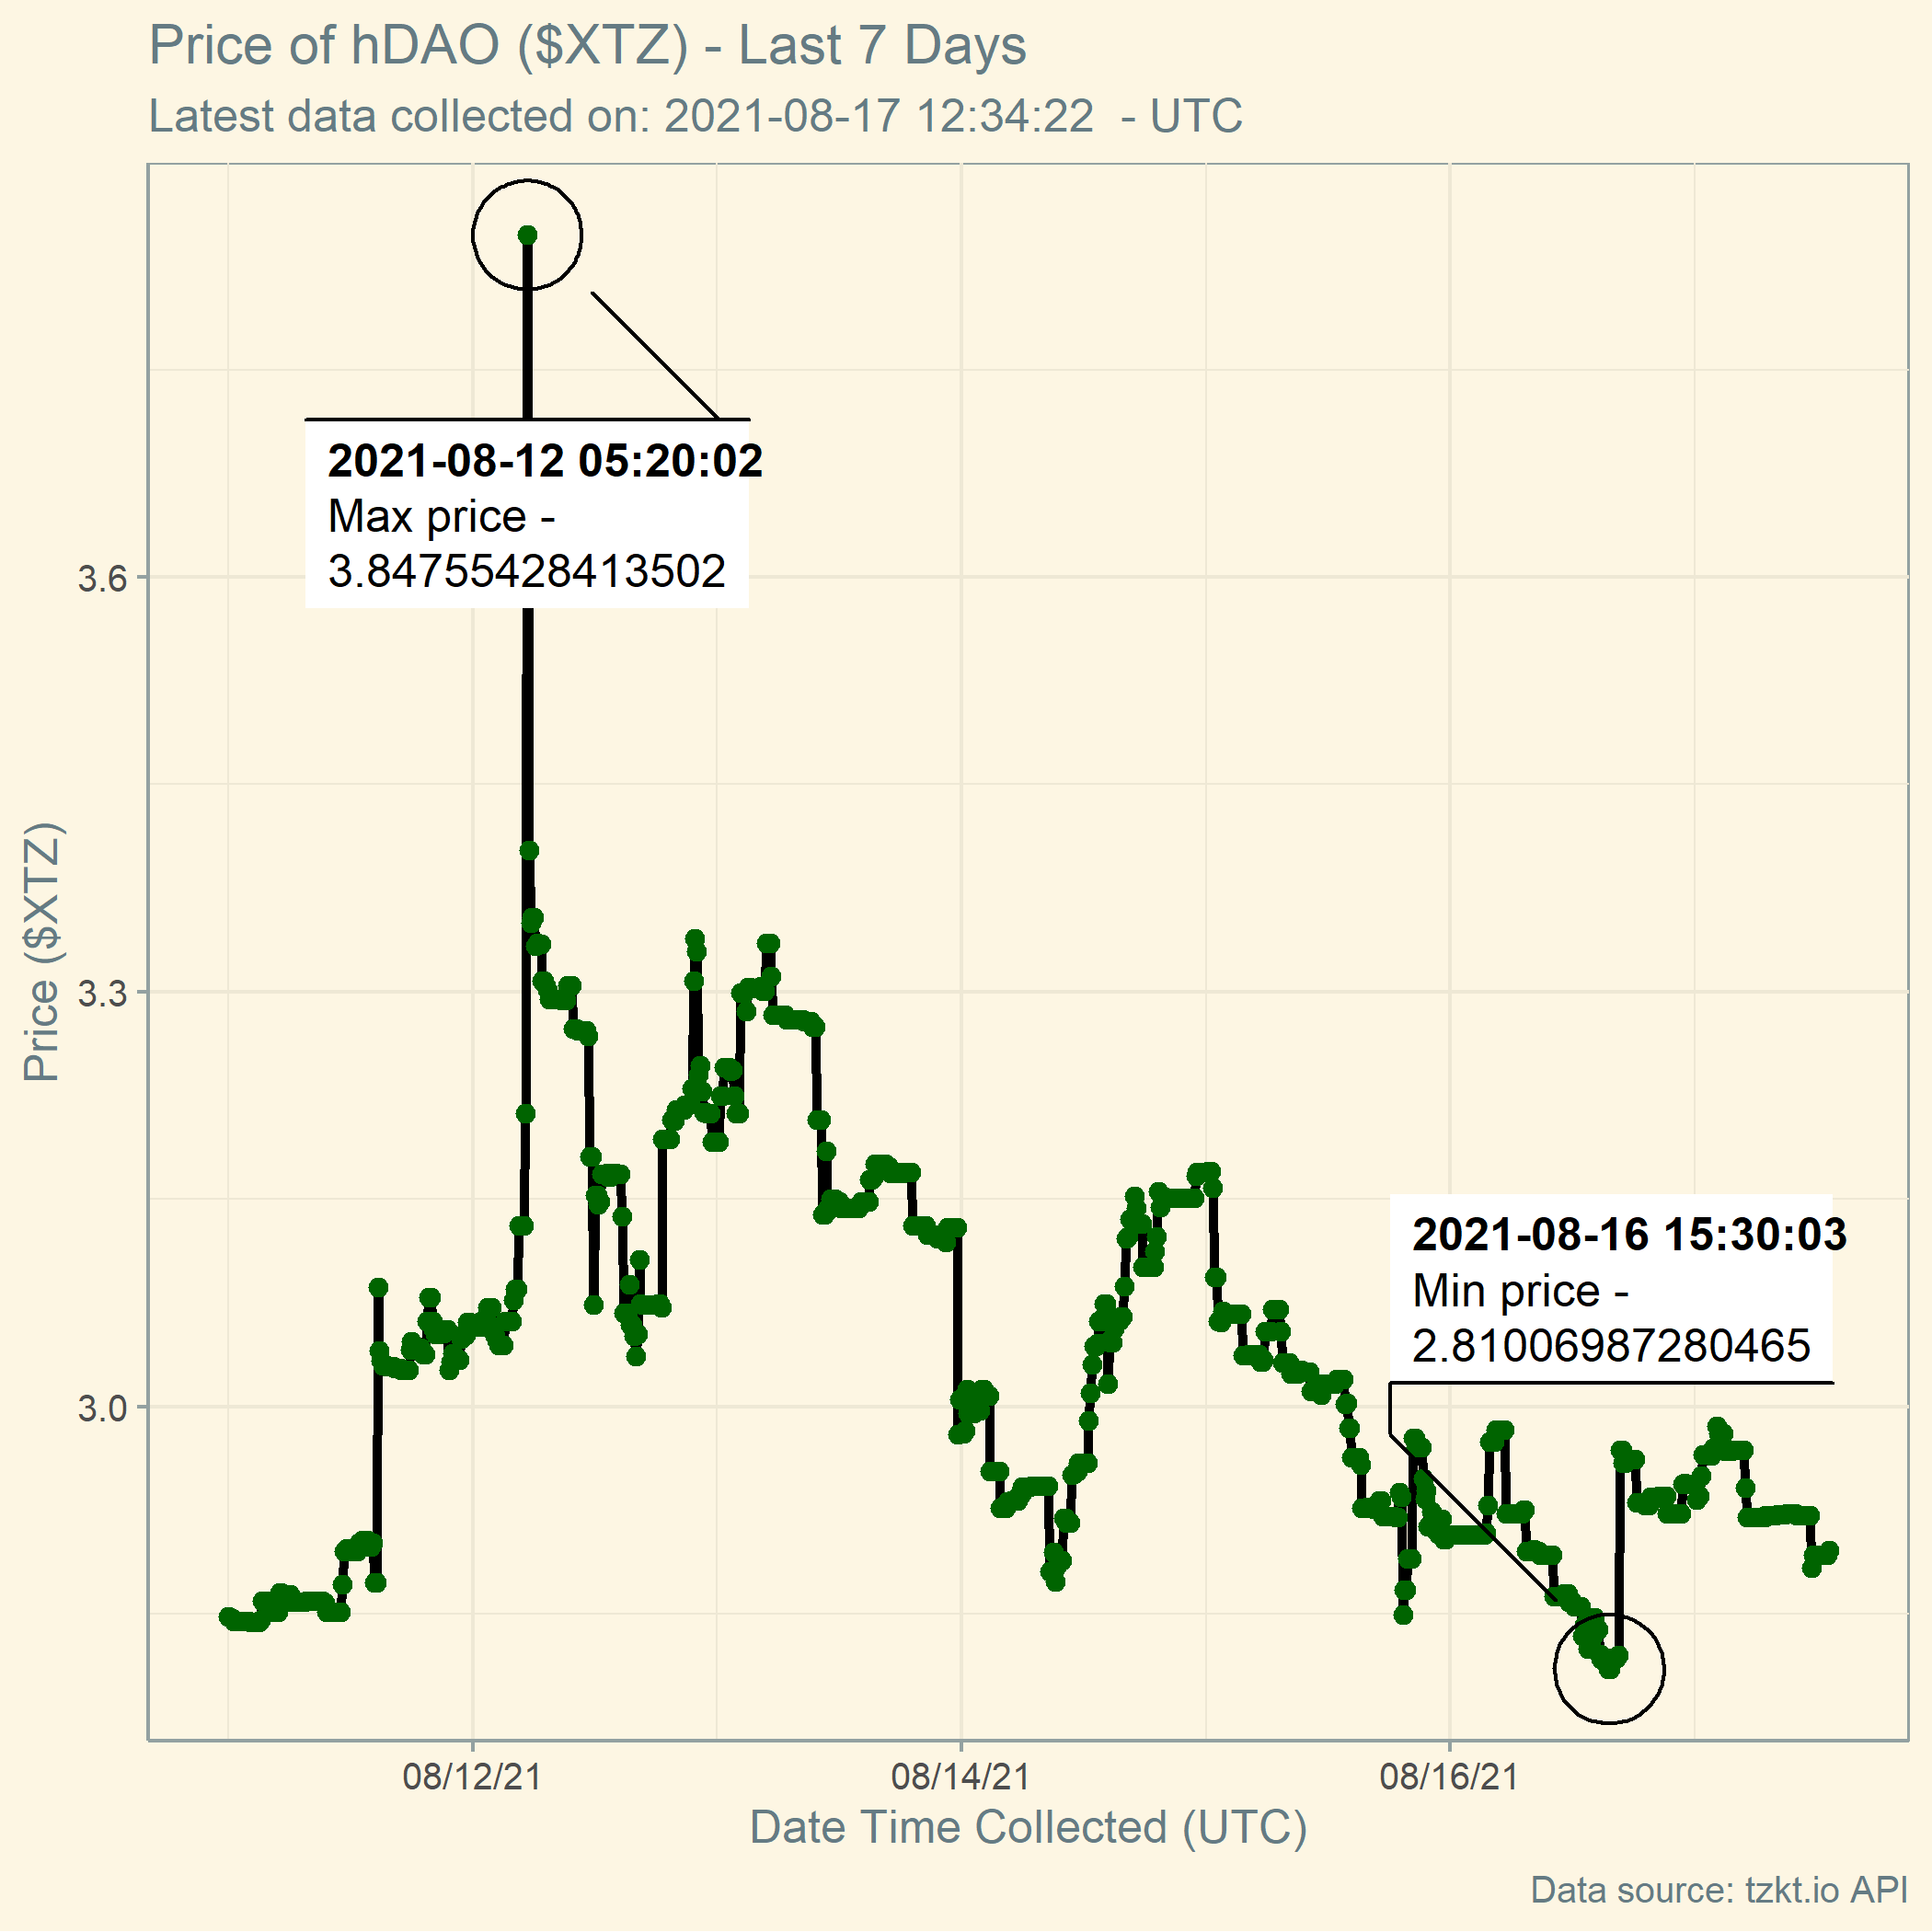 Price of hDAO ($XTZ) - Last 7 Days
Latest data collected on: 2021-08-17 12:34:22  - UTC
2021-08-12 05:20:02
Max price -
3.84755428413502
3.6
3.3
3.0
Price ($XTZ)
2021-08-16 15:30:03
Min price -
2.81006987280465
08/12/21
08/14/21
08/16/21
Date Time Collected (UTC)
Data source: tzkt.io API